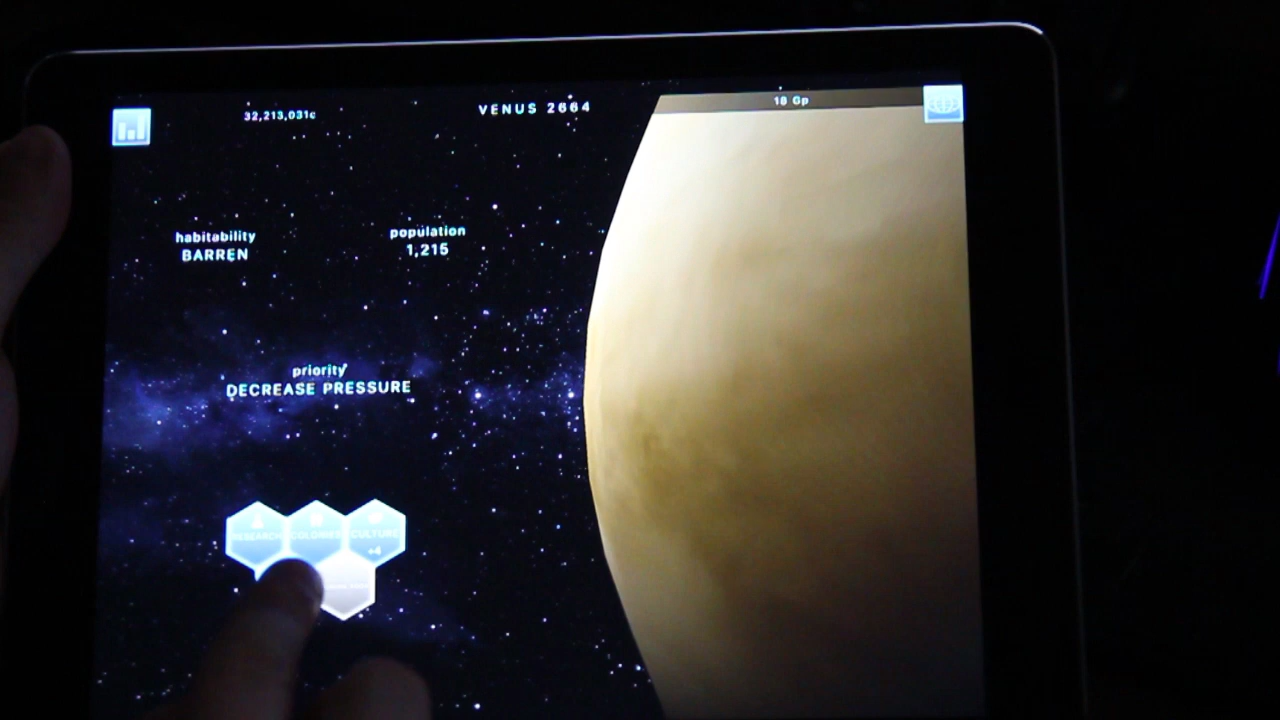 32,213,031c
VENUS 2664
18 Gp
habitability
BARREN
population
1,215
priority
DECREASE PRESSURE
RESEARCH
COLONIES
CULTURE
+4